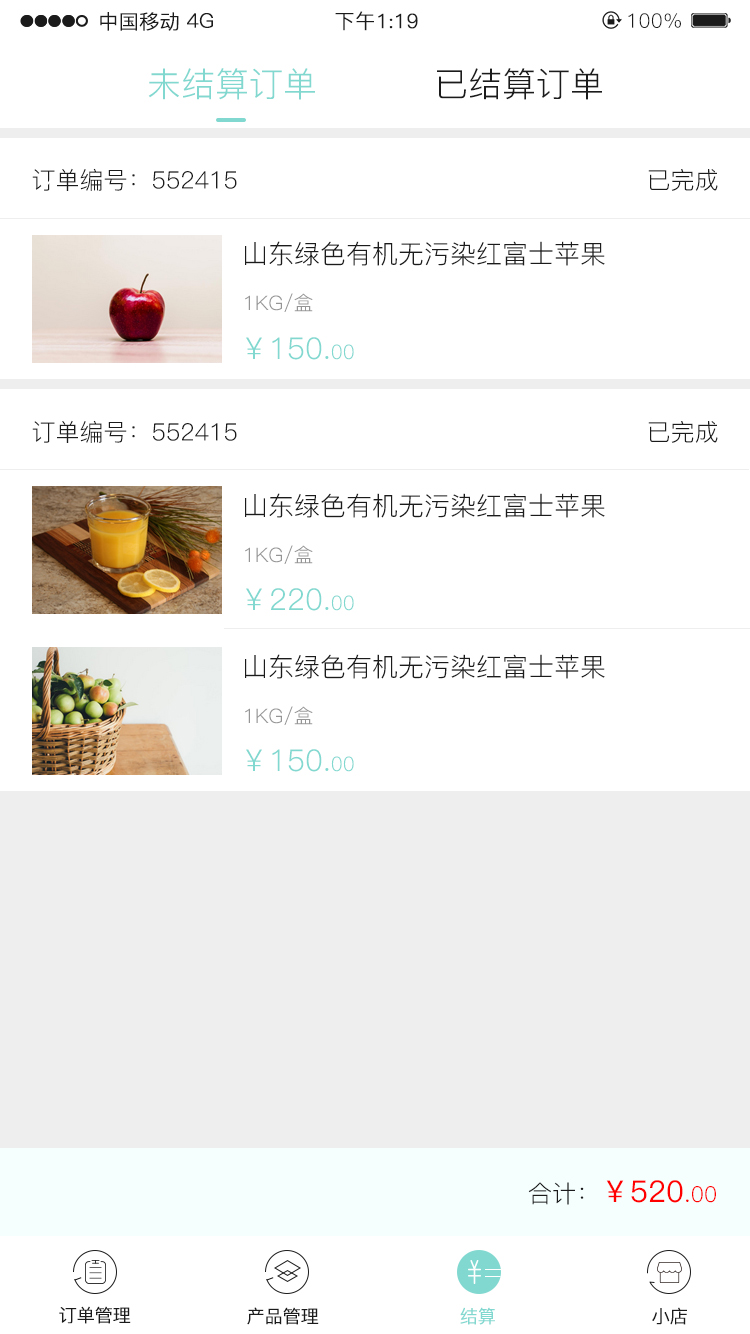 中国移动 4G 下午1:19 100%
未结算订单 已结算订单
订单编号：552415 已完成
山东绿色有机无污染红富士苹果
1KG/盒
￥150.00
订单编号：552415 已完成
山东绿色有机无污染红富士苹果
1KG/盒
￥220.00
山东绿色有机无污染红富士苹果
1KG/盒
￥150.00
合计：￥520.00
订单管理 产品管理 结算 小店